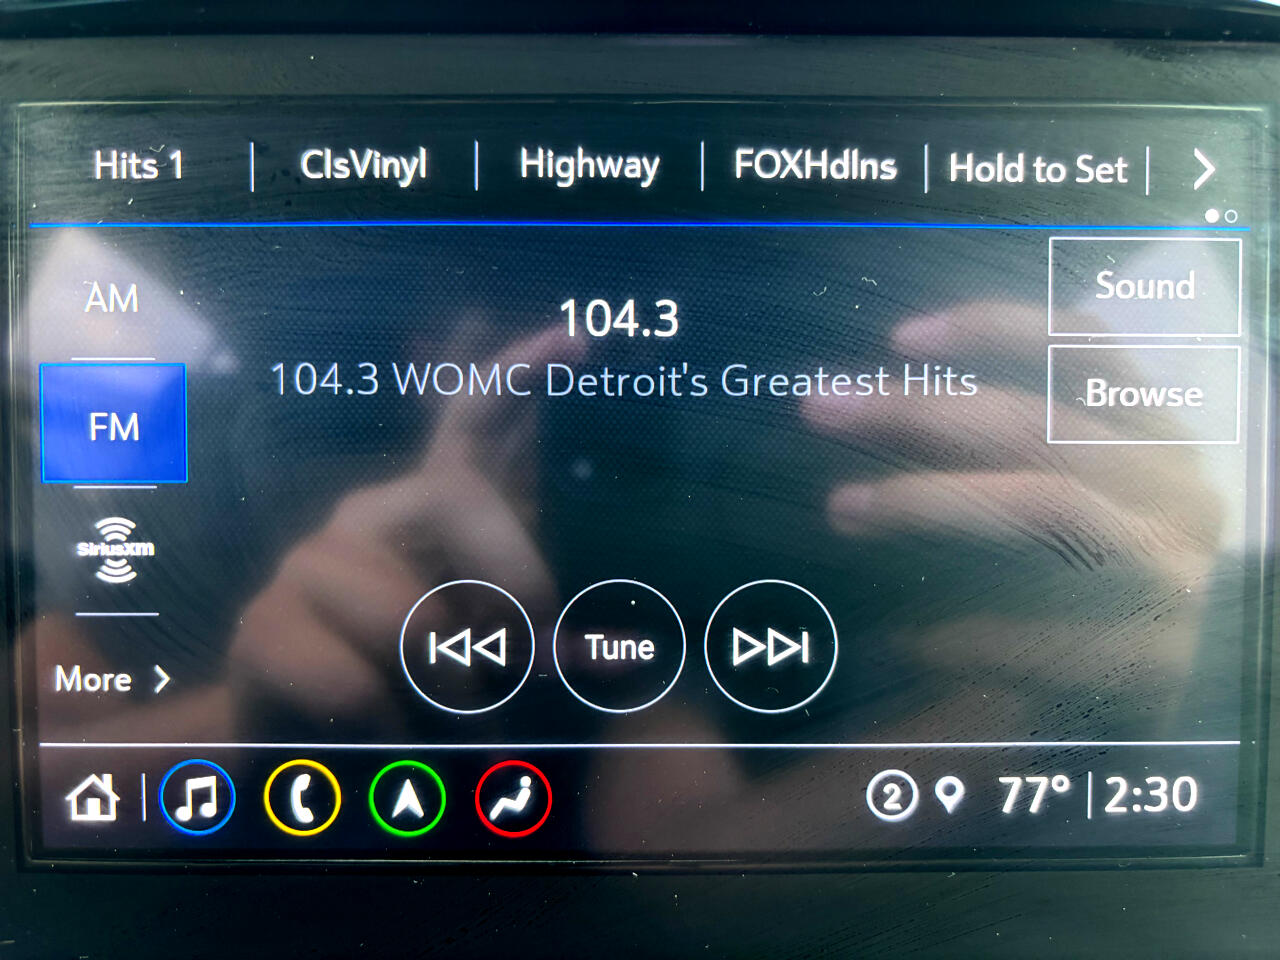 Hits 1 | ClsVinyl | Highway | FOXHdlns | Hold to Set |
AM
Sound
104.3
104.3 WOMC Detroit's Greatest Hits
Browse
FM
SiriusXM
Tune
More
2 77° | 2:30